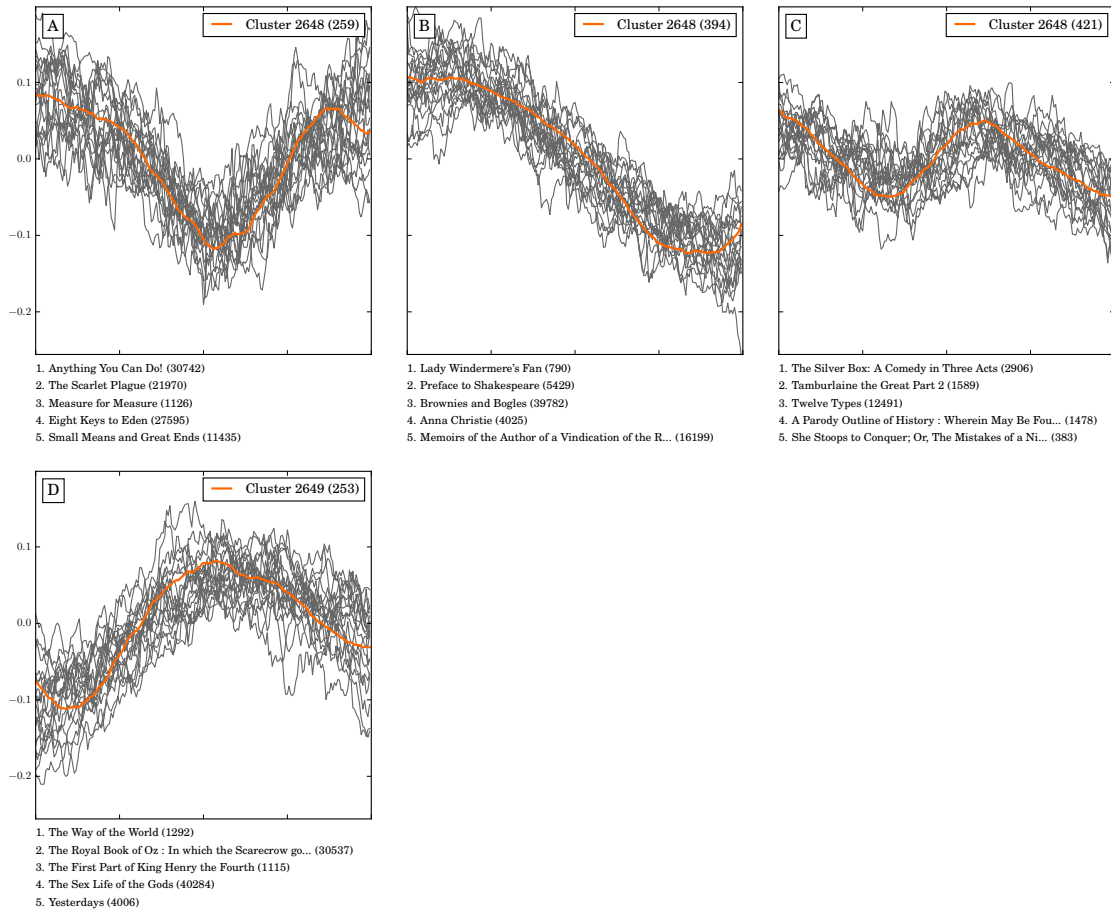 A
Cluster 2648 (259)
B
Cluster 2648 (394)
C
Cluster 2648 (421)
0.1
0.0
−0.1
−0.2
1. Anything You Can Do! (30742)
2. The Scarlet Plague (21970)
3. Measure for Measure (1126)
4. Eight Keys to Eden (27595)
5. Small Means and Great Ends (11435)
1. Lady Windermere's Fan (790)
2. Preface to Shakespeare (5429)
3. Brownies and Bogles (39782)
4. Anna Christie (4025)
5. Memoirs of the Author of a Vindication of the R... (16199)
1. The Silver Box: A Comedy in Three Acts (2906)
2. Tamburlaine the Great Part 2 (1589)
3. Twelve Types (12491)
4. A Parody Outline of History : Wherein May Be Fou... (1478)
5. She Stoops to Conquer; Or, The Mistakes of a Ni... (383)
D
Cluster 2649 (253)
0.1
0.0
−0.1
−0.2
1. The Way of the World (1292)
2. The Royal Book of Oz : In which the Scarecrow go... (30537)
3. The First Part of King Henry the Fourth (1115)
4. The Sex Life of the Gods (40284)
5. Yesterdays (4006)